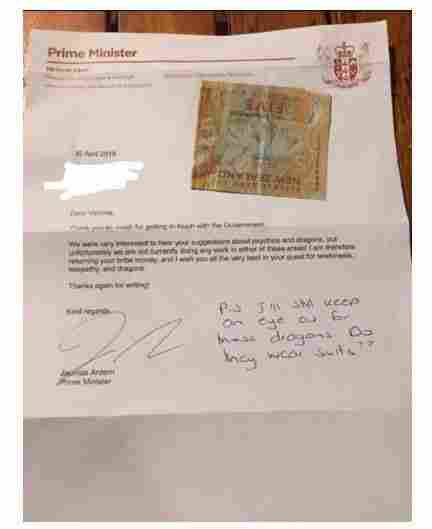 Prime Minister
FIVE
NEW ZEALAND
April 2019
Dear
Thank you so much for getting in touch with the Government.
We were very interested to hear your suggestions about psychics and dragons, but
unfortunately we are not currently doing any work in either of these areas! I am therefore
returning your bribe money, and I wish you all the very best in your quest for telekinesis,
telepathy, and dragons.
Thanks again for writing!
Kind regards
Jacinda Ardern
Prime Minister
P.S I'll still keep
an eye out for
those dragons. Do
they wear suits??